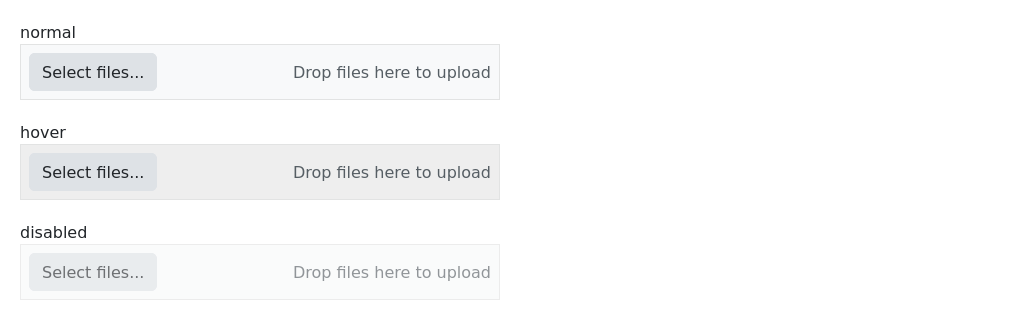 normal
Select files... Drop files here to upload
hover
Select files... Drop files here to upload
disabled
Select files... Drop files here to upload